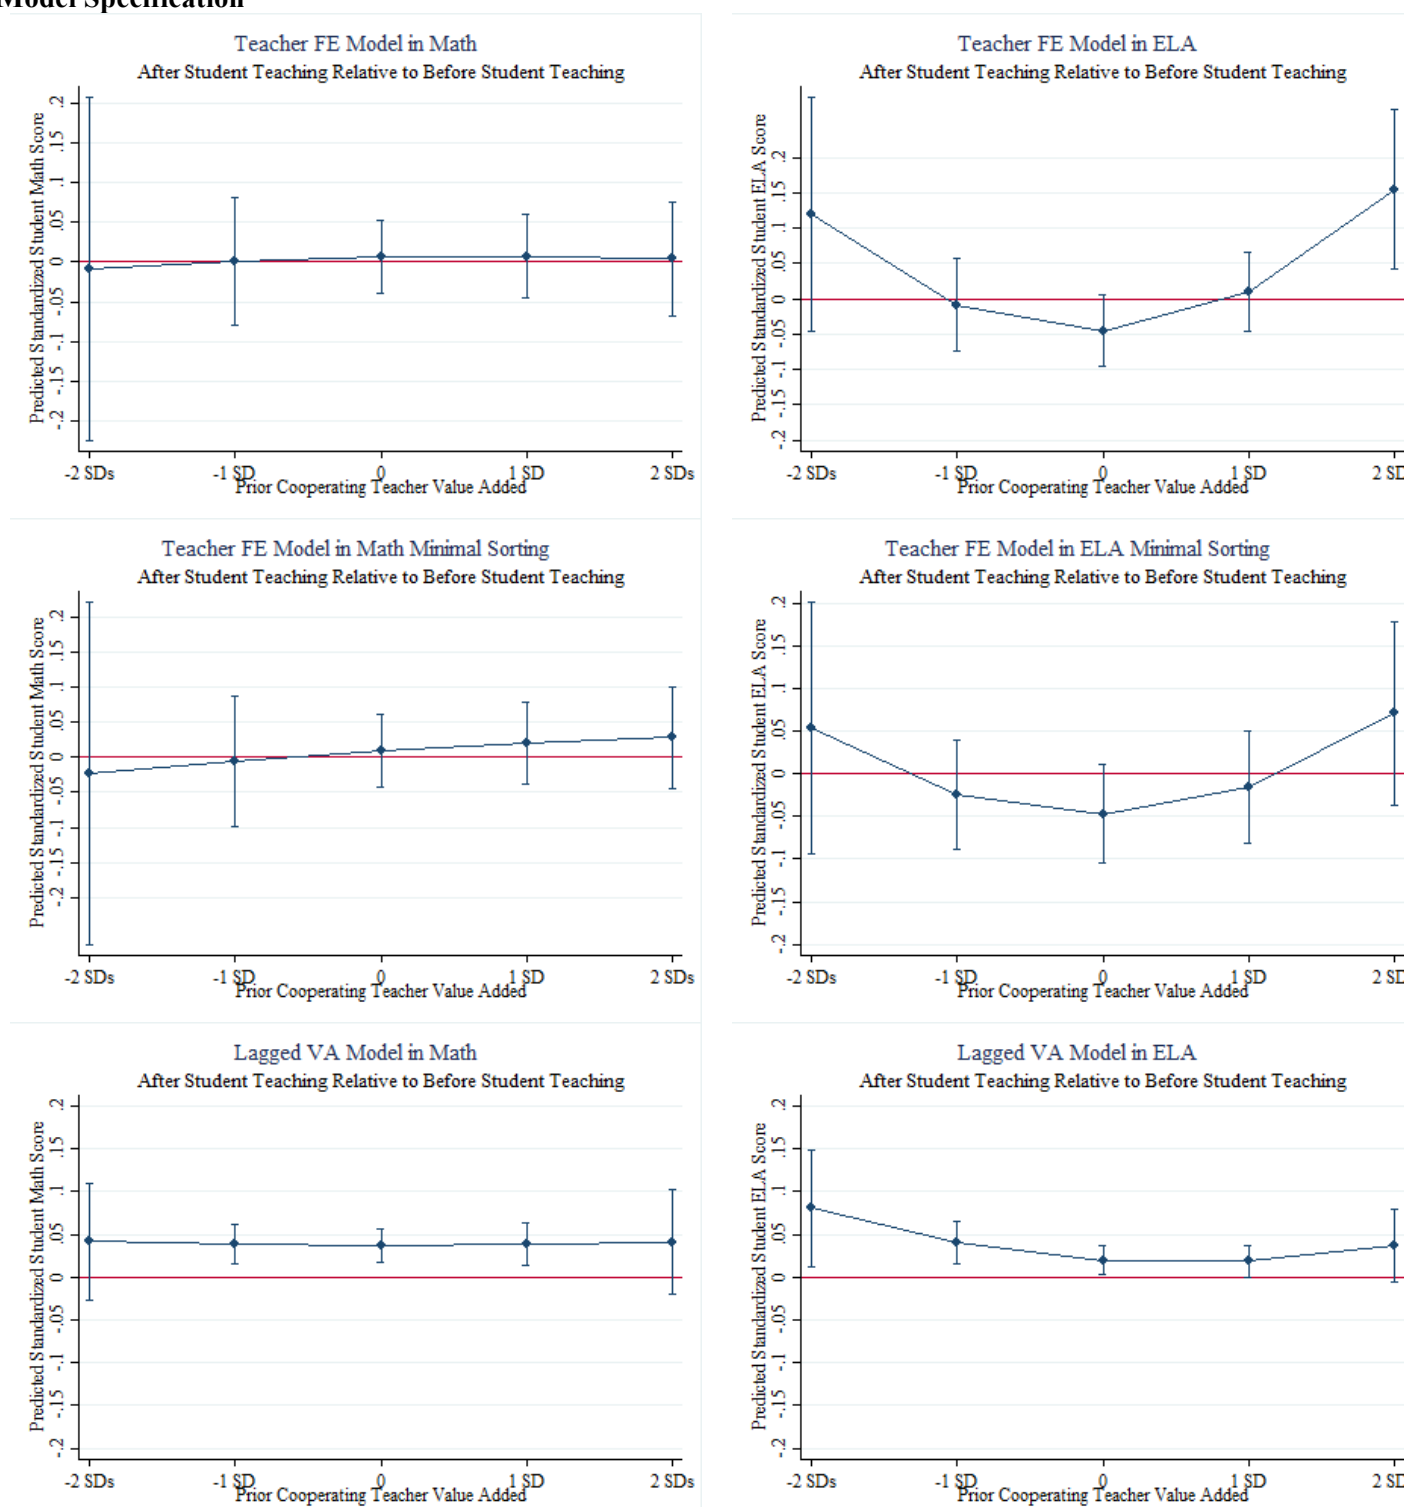 Model Specification
Teacher FE Model in Math
After Student Teaching Relative to Before Student Teaching
Predicted Standardized Student Math Score
.2
.15
.1
.05
0
-.05
-.1
-.15
-.2
-2 SDs
-1 SD
0
1 SD
2 SDs
Prior Cooperating Teacher Value Added
Teacher FE Model in ELA
After Student Teaching Relative to Before Student Teaching
Predicted Standardized Student ELA Score
.2
.15
.1
.05
0
-.05
-.1
-.15
-.2
-2 SDs
-1 SD
0
1 SD
2 SD
Prior Cooperating Teacher Value Added
Teacher FE Model in Math Minimal Sorting
After Student Teaching Relative to Before Student Teaching
Predicted Standardized Student Math Score
.2
.15
.1
.05
0
-.05
-.1
-.15
-.2
-2 SDs
-1 SD
0
1 SD
2 SDs
Prior Cooperating Teacher Value Added
Teacher FE Model in ELA Minimal Sorting
After Student Teaching Relative to Before Student Teaching
Predicted Standardized Student ELA Score
.2
.15
.1
.05
0
-.05
-.1
-.15
-.2
-2 SDs
-1 SD
0
1 SD
2 SD
Prior Cooperating Teacher Value Added
Lagged VA Model in Math
After Student Teaching Relative to Before Student Teaching
Predicted Standardized Student Math Score
.2
.15
.1
.05
0
-.05
-.1
-.15
-.2
-2 SDs
-1 SD
0
1 SD
2 SDs
Prior Cooperating Teacher Value Added
Lagged VA Model in ELA
After Student Teaching Relative to Before Student Teaching
Predicted Standardized Student ELA Score
.2
.15
.1
.05
0
-.05
-.1
-.15
-.2
-2 SDs
-1 SD
0
1 SD
2 SD
Prior Cooperating Teacher Value Added